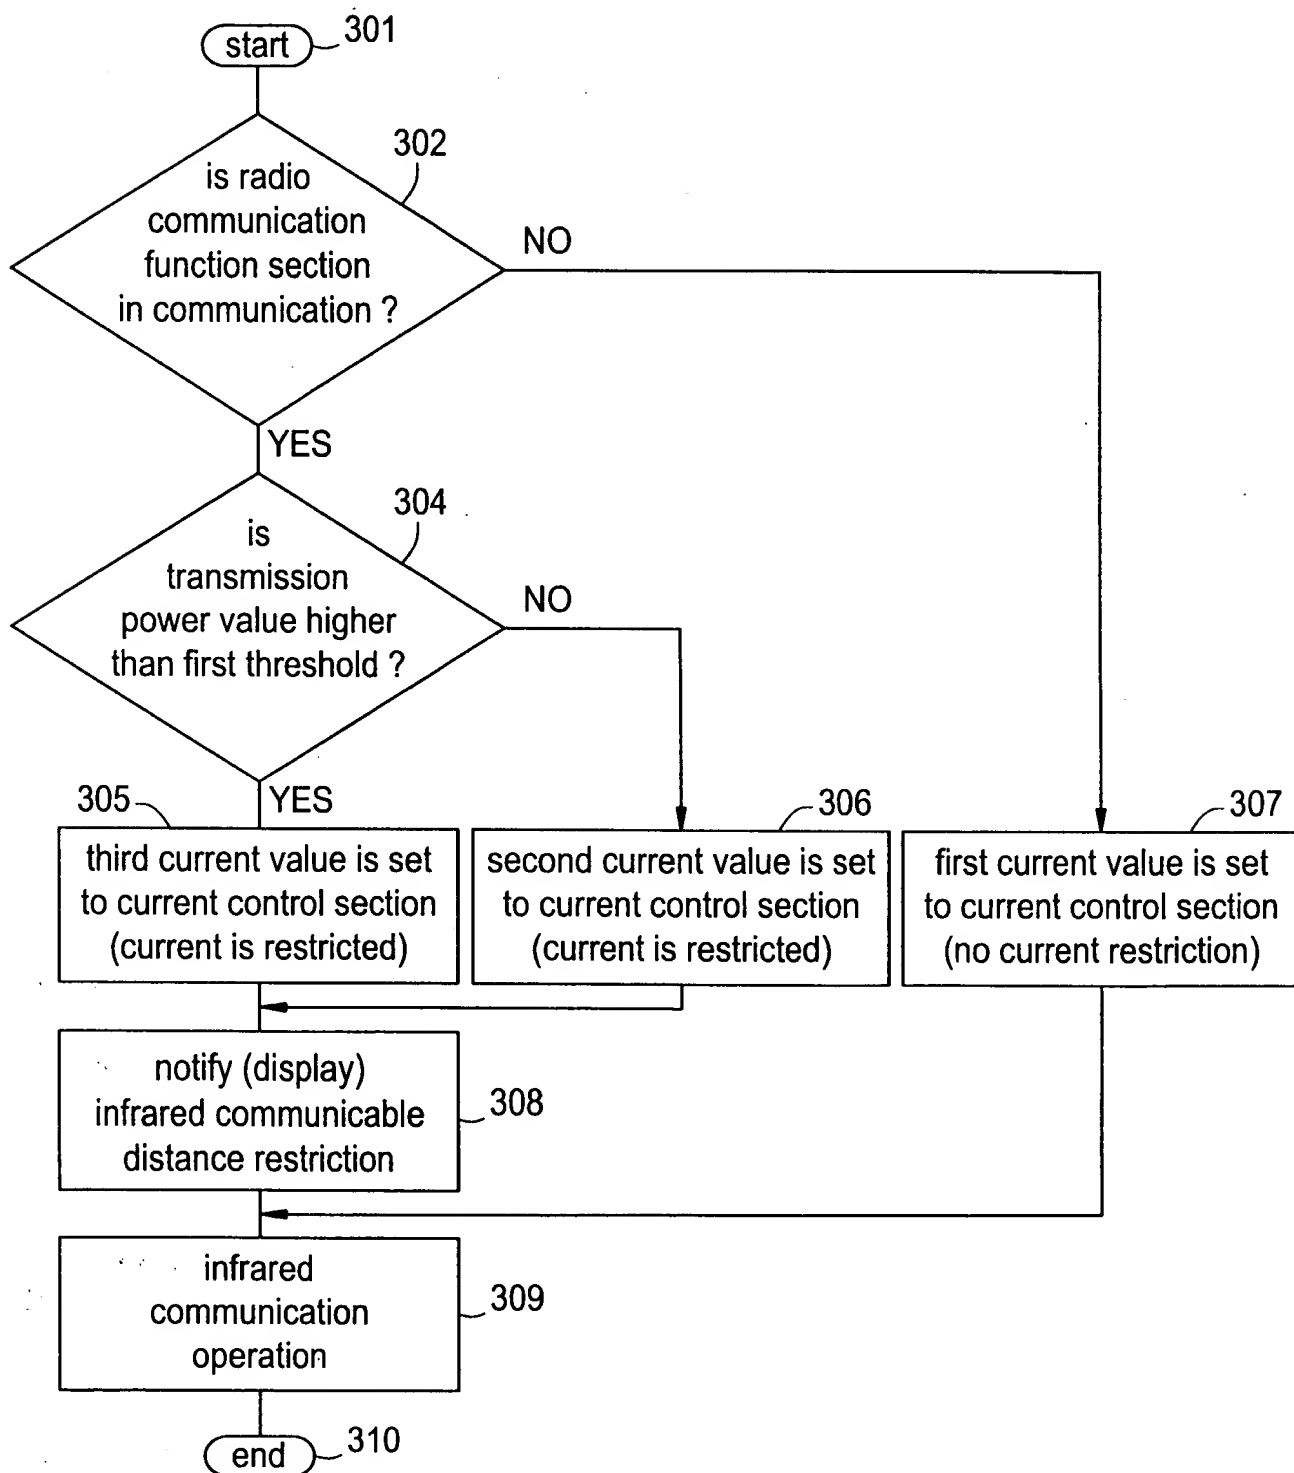 start
301
302
is radio
communication
function section
in communication ?
NO
YES
304
is
transmission
power value higher
than first threshold ?
NO
YES
305
306
307
third current value is set
to current control section
(current is restricted)
second current value is set
to current control section
(current is restricted)
first current value is set
to current control section
(no current restriction)
notify (display)
infrared communicable
distance restriction
308
infrared
communication
operation
309
end
310